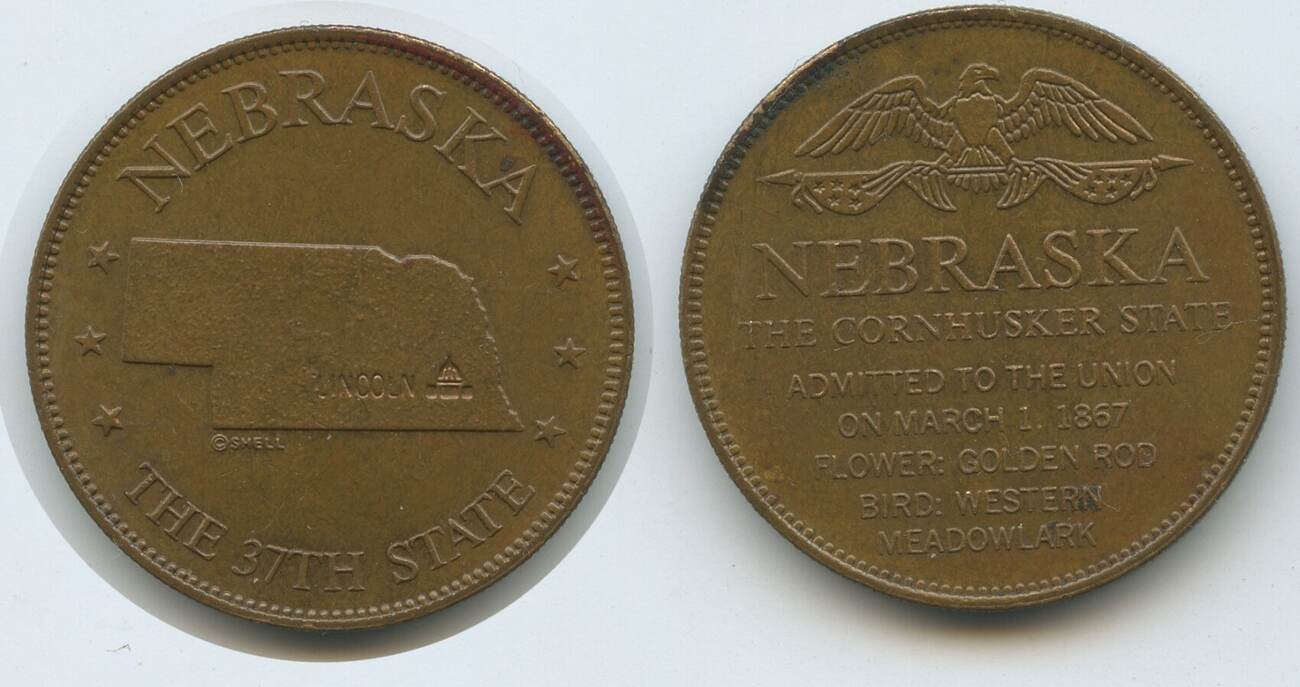 NEBRASKA
LINCOLN
©SHELL
THE 37TH STATE
NEBRASKA
THE CORNHUSKER STATE
ADMITTED TO THE UNION
ON MARCH 1, 1867
FLOWER: GOLDEN ROD
BIRD: WESTERN
MEADOWLARK